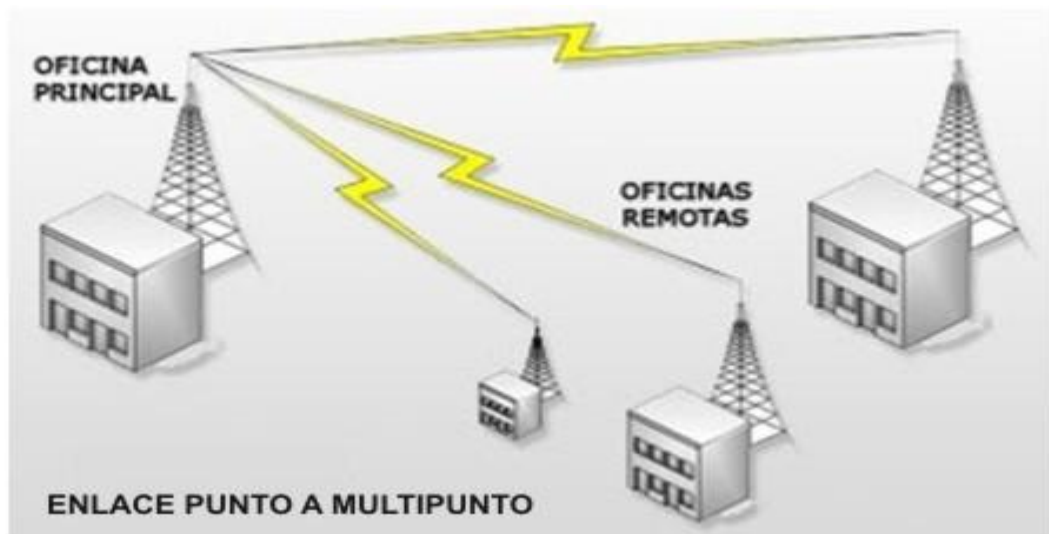 OFICINA
PRINCIPAL
OFICINAS
REMOTAS
ENLACE PUNTO A MULTIPUNTO